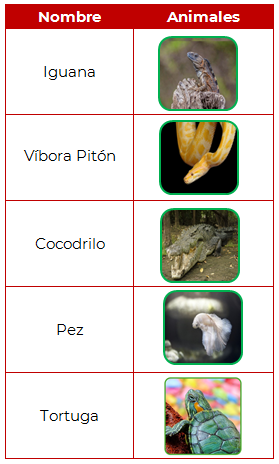 Nombre Animales
Iguana
Víbora Pitón
Cocodrilo
Pez
Tortuga